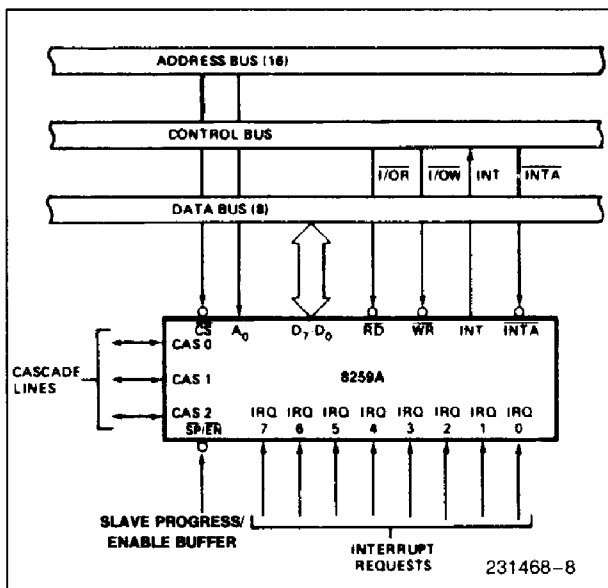 ADDRESS BUS (16)
CONTROL BUS
I/OR I/OW INT INTA
DATA BUS (8)
CS A0 D7-D0 RD WR INT INTA
CAS 0
CASCADE LINES
CAS 1
8259A
CAS 2
SP/EN
IRQ IRQ IRQ IRQ IRQ IRQ IRQ IRQ
7 6 5 4 3 2 1 0
SLAVE PROGRESS/
ENABLE BUFFER
INTERRUPT
REQUESTS
231468-8